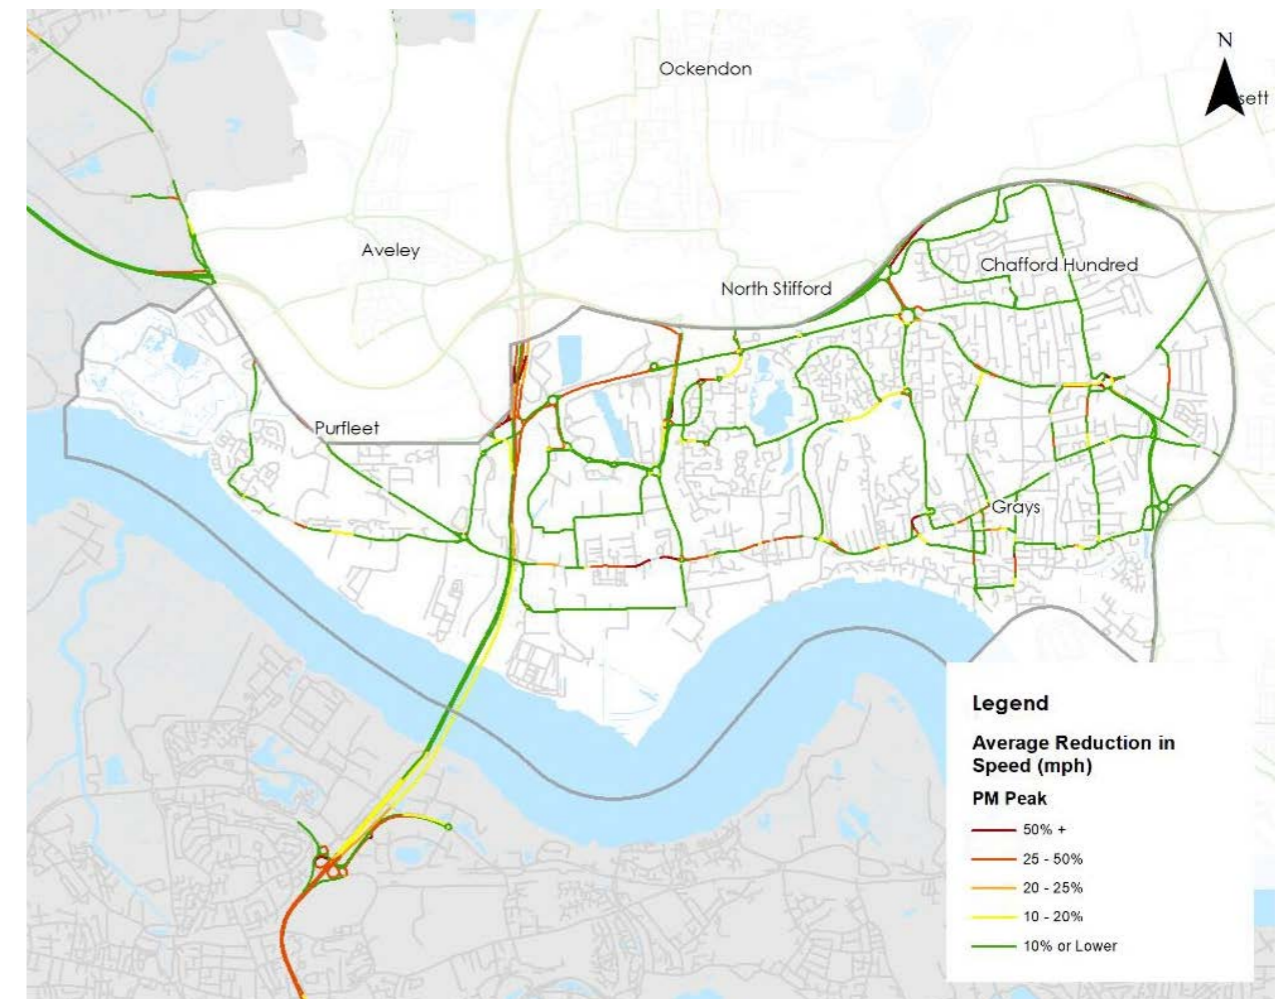 Ockendon
N
sett
Aveley
North Stifford
Chafford Hundred
Purfleet
Grays
Legend
Average Reduction in
Speed (mph)
PM Peak
50% +
25 - 50%
20 - 25%
10 - 20%
10% or Lower